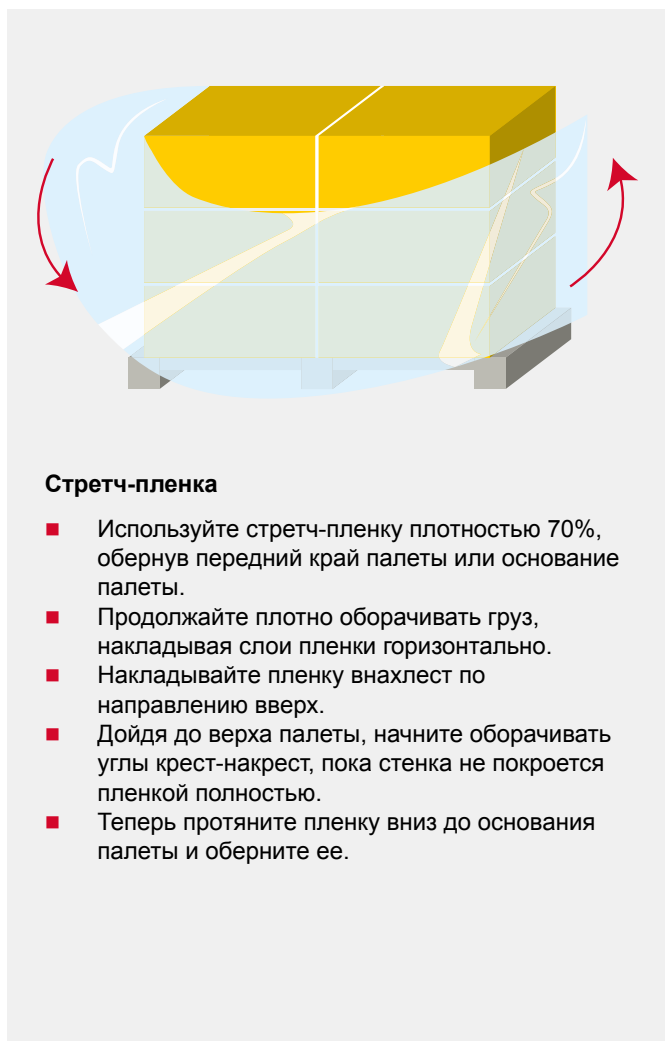 Стретч-пленка
Используйте стретч-пленку плотностью 70%,
обернув передний край палеты или основание
палеты.
Продолжайте плотно оборачивать груз,
накладывая слои пленки горизонтально.
Накладывайте пленку внахлест по
направлению вверх.
Дойдя до верха палеты, начните оборачивать
углы крест-накрест, пока стенка не покроется
пленкой полностью.
Теперь протяните пленку вниз до основания
палеты и оберните ее.